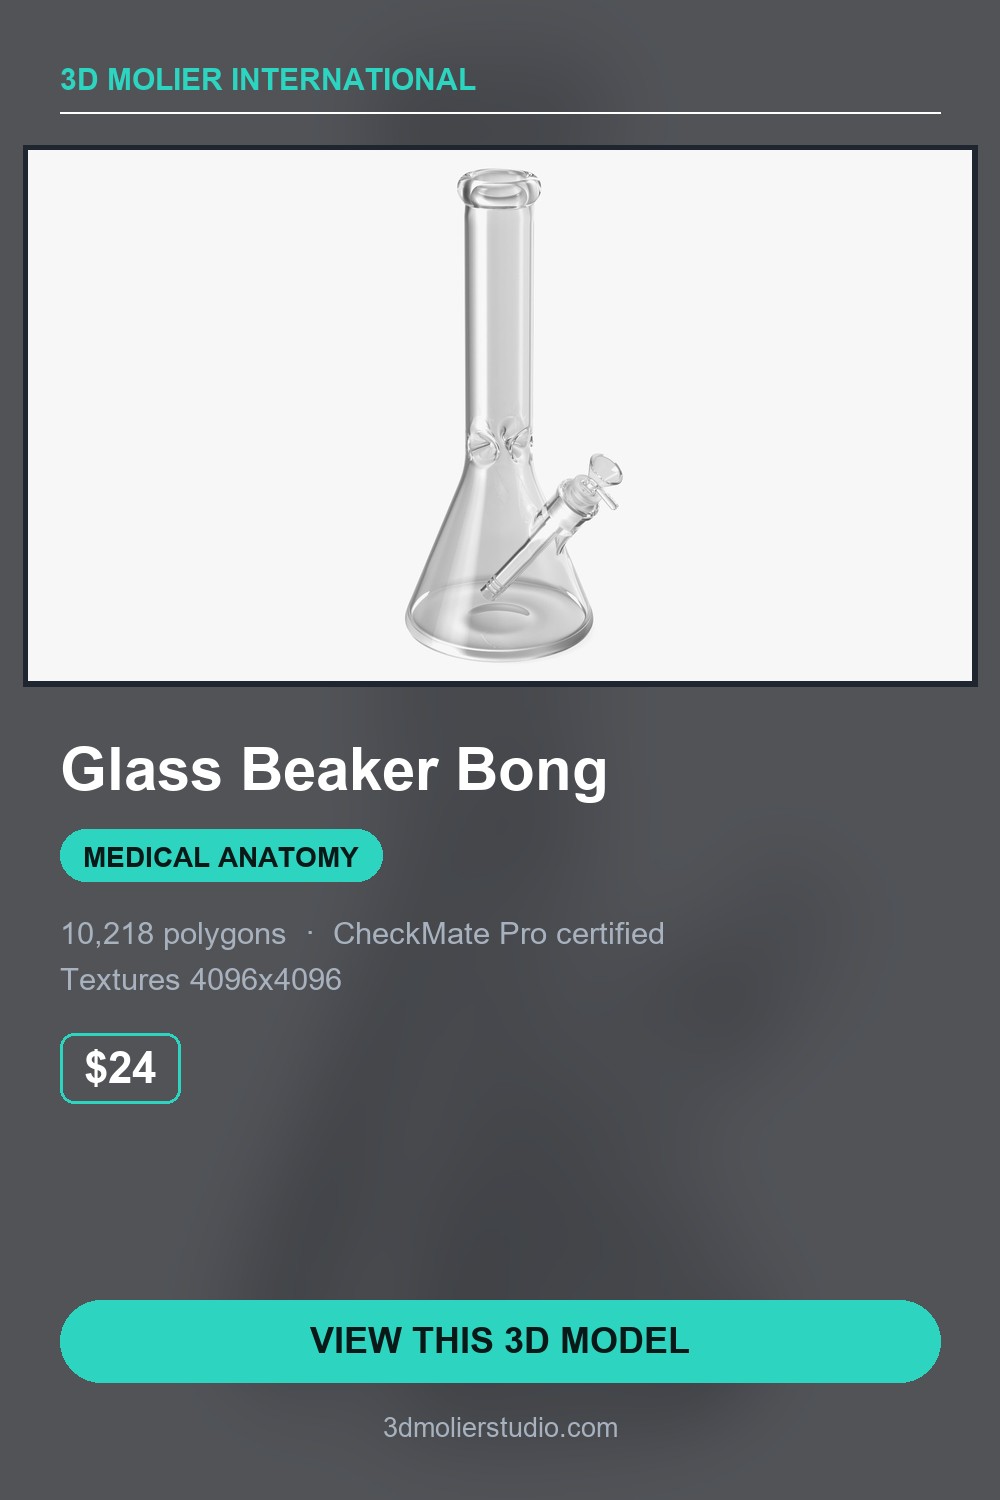 3D MOLIER INTERNATIONAL
Glass Beaker Bong
MEDICAL ANATOMY
10,218 polygons · CheckMate Pro certified
Textures 4096x4096
$24
VIEW THIS 3D MODEL
3dmolierstudio.com